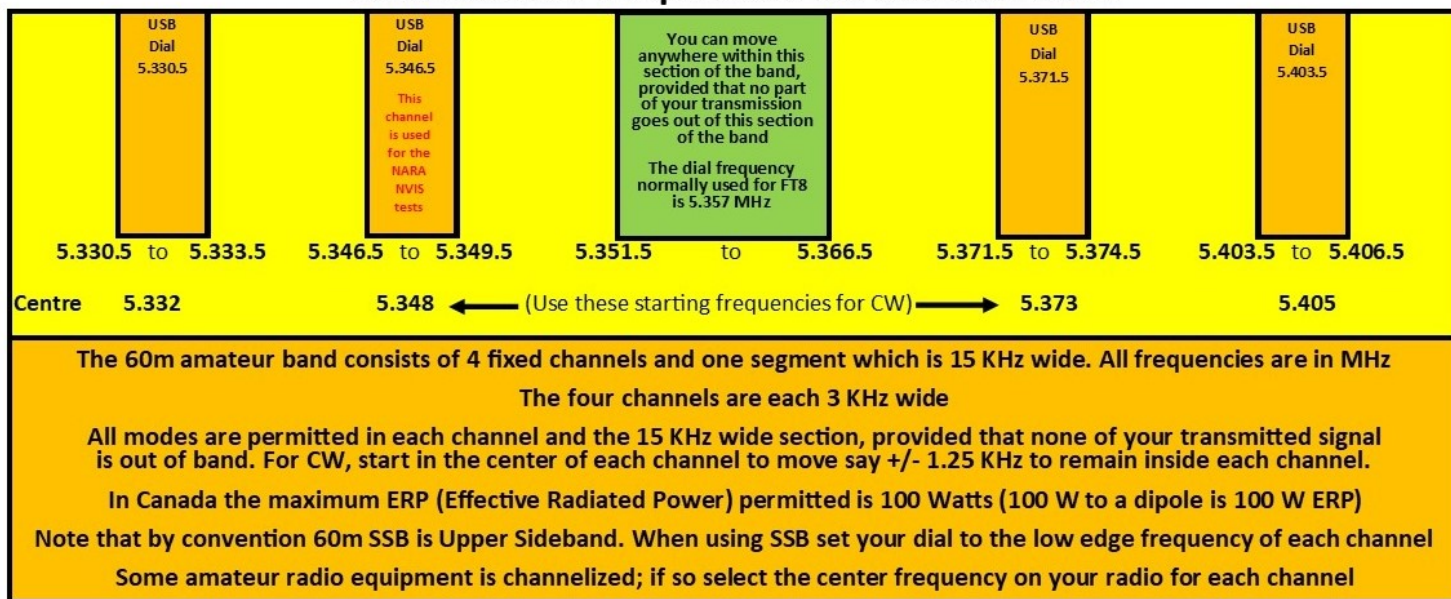 USB
Dial
5.330.5
USB
Dial
5.346.5
This
channel
is used
for the
NARA
NVIS
tests
You can move
anywhere within this
section of the band,
provided that no part
of your transmission
goes out of this section
of the band
The dial frequency
normally used for FT8
is 5.357 MHz
USB
Dial
5.371.5
USB
Dial
5.403.5
5.330.5 to 5.333.5 5.346.5 to 5.349.5 5.351.5 to 5.366.5 5.371.5 to 5.374.5 5.403.5 to 5.406.5
Centre 5.332 5.348 (Use these starting frequencies for CW) 5.373 5.405
The 60m amateur band consists of 4 fixed channels and one segment which is 15 KHz wide. All frequencies are in MHz
The four channels are each 3 KHz wide
All modes are permitted in each channel and the 15 KHz wide section, provided that none of your transmitted signal
is out of band. For CW, start in the center of each channel to move say +/- 1.25 KHz to remain inside each channel.
In Canada the maximum ERP (Effective Radiated Power) permitted is 100 Watts (100 W to a dipole is 100 W ERP)
Note that by convention 60m SSB is Upper Sideband. When using SSB set your dial to the low edge frequency of each channel
Some amateur radio equipment is channelized; if so select the center frequency on your radio for each channel